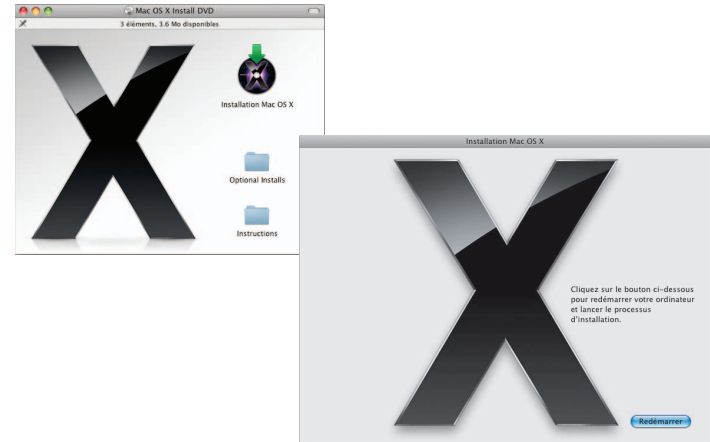 Mac OS X Install DVD
3 éléments, 3.6 Mo disponibles
Installation Mac OS X
Optional Installs
Instructions
Installation Mac OS X
Cliquez sur le bouton ci-dessous
pour redémarrer votre ordinateur
et lancer le processus
d'installation.
Redémarrer